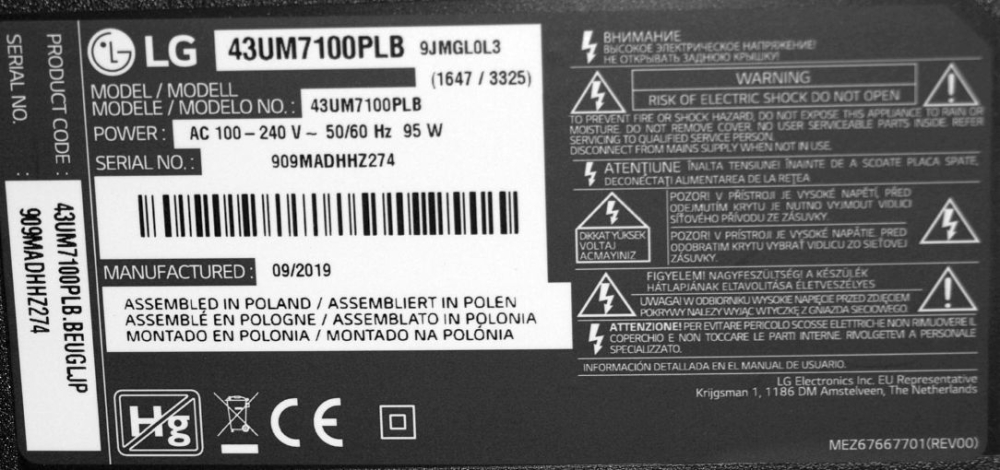 PRODUCT CODE :
SERIAL NO.
43UM7100PLB.BEUGLJP
909MADHHZ274
LG
43UM7100PLB 9JMGL0L3
(1647 / 3325)
MODEL / MODELL
MODELE / MODELO NO. : 43UM7100PLB
POWER : AC 100 – 240 V ~ 50/60 Hz 95 W
SERIAL NO. : 909MADHHZ274
MANUFACTURED : 09/2019
ASSEMBLED IN POLAND / ASSEMBLIERT IN POLEN
ASSEMBLÉ EN POLOGNE / ASSEMBLATO IN POLONIA
MONTADO EN POLONIA / MONTADO NA POLÓNIA
Hg
CE
ВНИМАНИЕ
ВЫСОКОЕ ЭЛЕКТРИЧЕСКОЕ НАПРЯЖЕНИЕ!
НЕ ОТКРЫВАТЬ ЗАДНЮЮ КРЫШКУ!
WARNING
RISK OF ELECTRIC SHOCK DO NOT OPEN
TO PREVENT FIRE OR SHOCK HAZARD, DO NOT EXPOSE THIS APPLIANCE TO RAIN OR
MOISTURE. DO NOT REMOVE COVER. NO USER SERVICEABLE PARTS INSIDE. REFER
SERVICING TO QUALIFIED SERVICE PERSON.
DISCONNECT FROM MAINS SUPPLY WHEN NOT IN USE.
ATENŢIUNE ÎNALTA TENSIUNE! ÎNAINTE DE A SCOATE PLACA SPATE,
DECONECTAŢI ALIMENTAREA DE LA REŢEA
DIKKAT YÜKSEK
VOLTAJ
AÇMAYINIZ
POZOR! V PŘÍSTROJI JE VYSOKÉ NAPĚTÍ, PŘED
ODEJMUTÍM KRYTU JE NUTNO VYJMOUT VIDLICI
SÍŤOVÉHO PŘÍVODU ZE ZÁSUVKY.
POZOR! V PRÍSTROJI JE VYSOKÉ NAPÄTIE. PRED
ODOBRATIM KRYTU VYBRAŤ VIDLICU ZO SIEŤOVEJ
ZÁSUVKY.
FIGYELEM! NAGYFESZÜLTSÉG! A KÉSZÜLÉK
HÁTLAPJÁNAK ELTAVOLÍTÁSA ÉLETVESZÉLYES
UWAGA! W ODBIORNIKU WYSOKIE NAPIĘCIE PRZED ZDJĘCIEM
POKRYWY NALEŻY WYJĄĆ WTYCZKĘ Z GNIAZDA SIECIOWEGO.
ATTENZIONE! PER EVITARE PERICOLO SCOSSE ELETTRICHE NON RIMUOVERE IL
COPERCHIO E NON TOCCARE LE PARTI INTERNE. RIVOLGETEVI A PERSONALE
SPECIALIZZATO.
INFORMACIÓN DETALLADA EN EL MANUAL DE USUARIO.
LG Electronics Inc. EU Representative
Krijgsman 1, 1186 DM Amstelveen, The Netherlands
MEZ67667701(REV00)